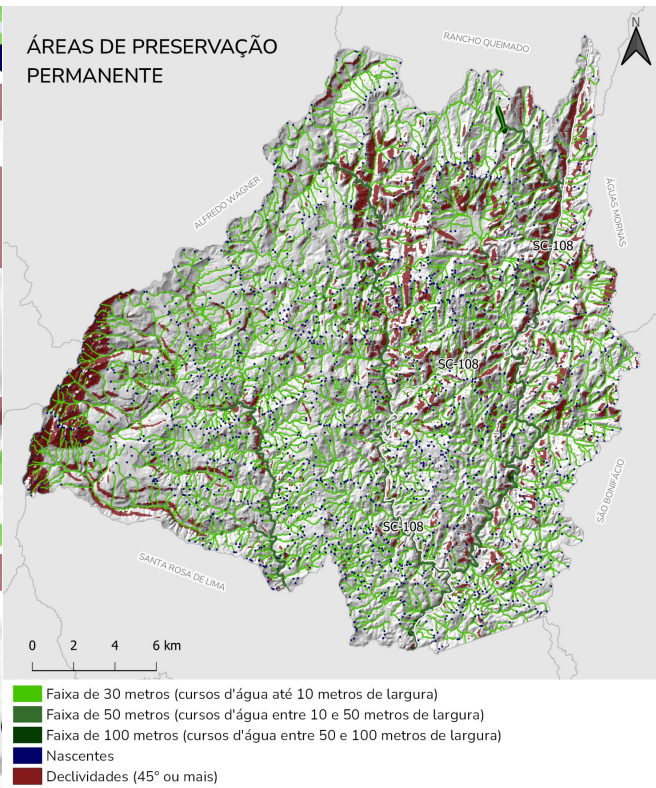 ÁREAS DE PRESERVAÇÃO
PERMANENTE
RANCHO QUEIMADO
N
ALFREDO WAGNER
ÁGUAS MORNAS
SC-108
SC-108
SÃO BONIFÁCIO
SC-108
SANTA ROSA DE LIMA
0 2 4 6 km
Faixa de 30 metros (cursos d'água até 10 metros de largura)
Faixa de 50 metros (cursos d'água entre 10 e 50 metros de largura)
Faixa de 100 metros (cursos d'água entre 50 e 100 metros de largura)
Nascentes
Declividades (45° ou mais)